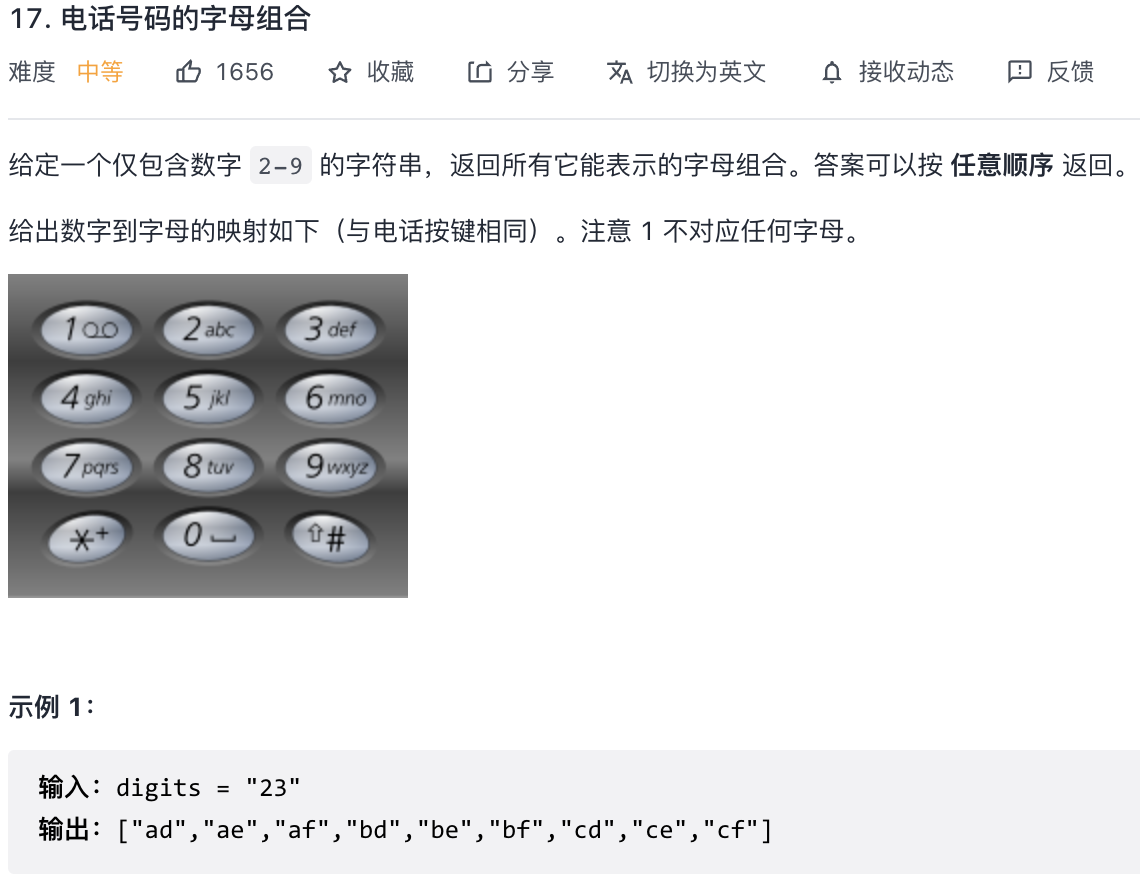 17. 电话号码的字母组合
难度 中等 1656 收藏 分享 切换为英文 接收动态 反馈
给定一个仅包含数字 2-9 的字符串，返回所有它能表示的字母组合。答案可以按 任意顺序 返回。
给出数字到字母的映射如下（与电话按键相同）。注意 1 不对应任何字母。
1 2 abc 3 def
4 ghi 5 jkl 6 mno
7 pqrs 8 tuv 9 wxyz
*+ 0 #
示例 1：
输入：digits = "23"
输出：["ad","ae","af","bd","be","bf","cd","ce","cf"]